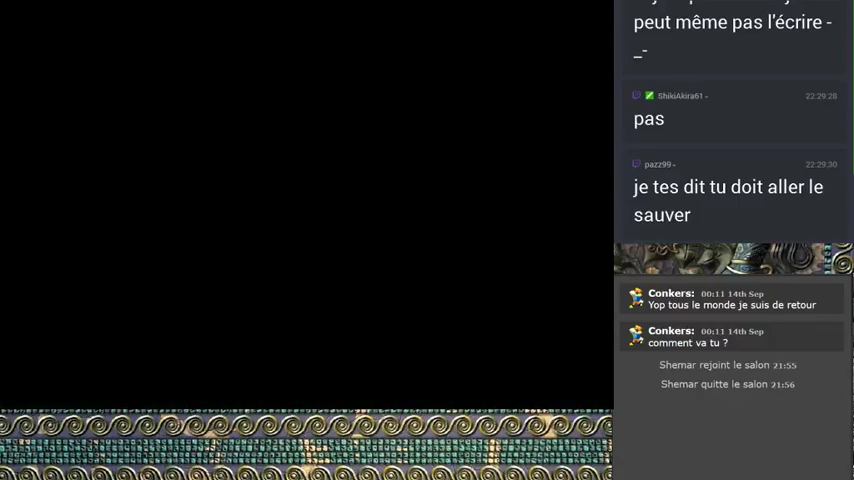 peut même pas l'écrire -
_-
ShikiAkira61
22:29:28
pas
pazz99
22:29:30
je tes dit tu doit aller le
sauver
Conkers: 00:11 14th Sep
Yop tous le monde je suis de retour
Conkers: 00:11 14th Sep
comment va tu ?
Shemar rejoint le salon 21:55
Shemar quitte le salon 21:56